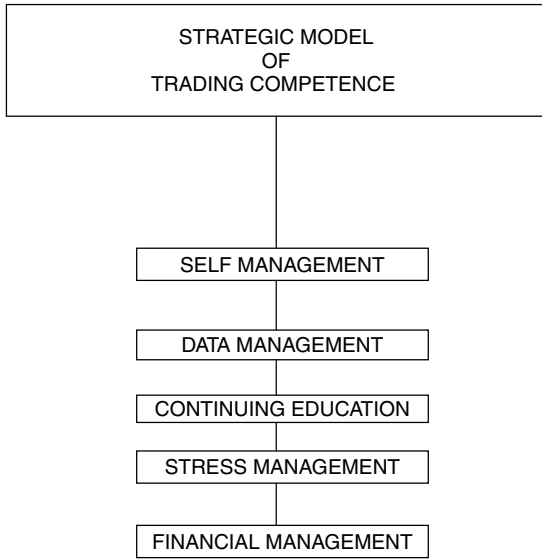 STRATEGIC MODEL
OF
TRADING COMPETENCE
SELF MANAGEMENT
DATA MANAGEMENT
CONTINUING EDUCATION
STRESS MANAGEMENT
FINANCIAL MANAGEMENT